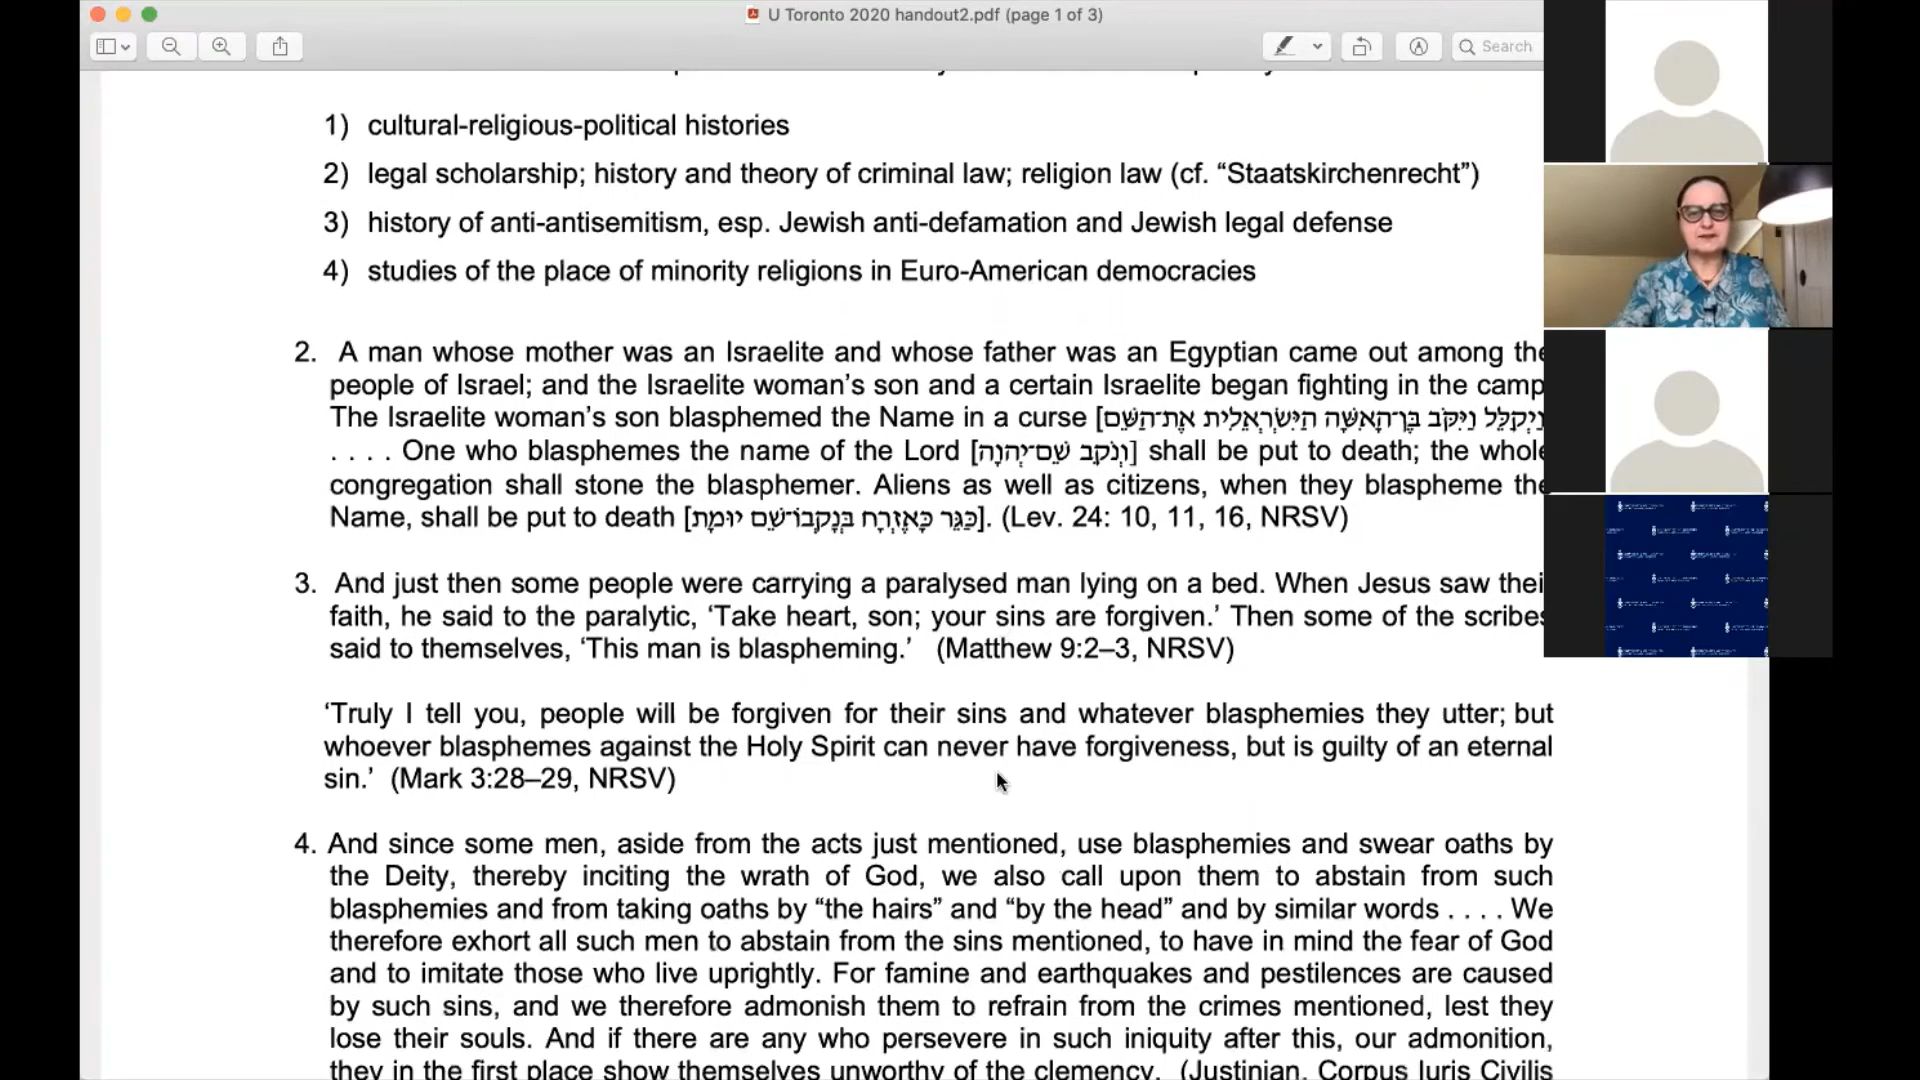 U Toronto 2020 handout2.pdf (page 1 of 3)
Search
1) cultural-religious-political histories
2) legal scholarship; history and theory of criminal law; religion law (cf. “Staatskirchenrecht”)
3) history of anti-antisemitism, esp. Jewish anti-defamation and Jewish legal defense
4) studies of the place of minority religions in Euro-American democracies
2. A man whose mother was an Israelite and whose father was an Egyptian came out among the
people of Israel; and the Israelite woman’s son and a certain Israelite began fighting in the camp
The Israelite woman’s son blasphemed the Name in a curse [וַיִּקֹּב בֶּן־הָאִשָּׁה הַיִּשְׂרְאֵלִית אֶת־הַשֵּׁם וַיְקַלֵּל
. . . . One who blasphemes the name of the Lord [וְנֹקֵב שֵׁם־יְהוָה] shall be put to death; the whole
congregation shall stone the blasphemer. Aliens as well as citizens, when they blaspheme the
Name, shall be put to death [כַּגֵּר כָּאֶזְרָח בְּנָקְבוֹ־שֵׁם יוּמָת]. (Lev. 24: 10, 11, 16, NRSV)
3. And just then some people were carrying a paralysed man lying on a bed. When Jesus saw thei
faith, he said to the paralytic, ‘Take heart, son; your sins are forgiven.’ Then some of the scribes
said to themselves, ‘This man is blaspheming.’ (Matthew 9:2–3, NRSV)
‘Truly I tell you, people will be forgiven for their sins and whatever blasphemies they utter; but
whoever blasphemes against the Holy Spirit can never have forgiveness, but is guilty of an eternal
sin.’ (Mark 3:28–29, NRSV)
4. And since some men, aside from the acts just mentioned, use blasphemies and swear oaths by
the Deity, thereby inciting the wrath of God, we also call upon them to abstain from such
blasphemies and from taking oaths by “the hairs” and “by the head” and by similar words . . . . We
therefore exhort all such men to abstain from the sins mentioned, to have in mind the fear of God
and to imitate those who live uprightly. For famine and earthquakes and pestilences are caused
by such sins, and we therefore admonish them to refrain from the crimes mentioned, lest they
lose their souls. And if there are any who persevere in such iniquity after this, our admonition,
they in the first place show themselves unworthy of the clemency. (Justinian, Corpus Iuris Civilis